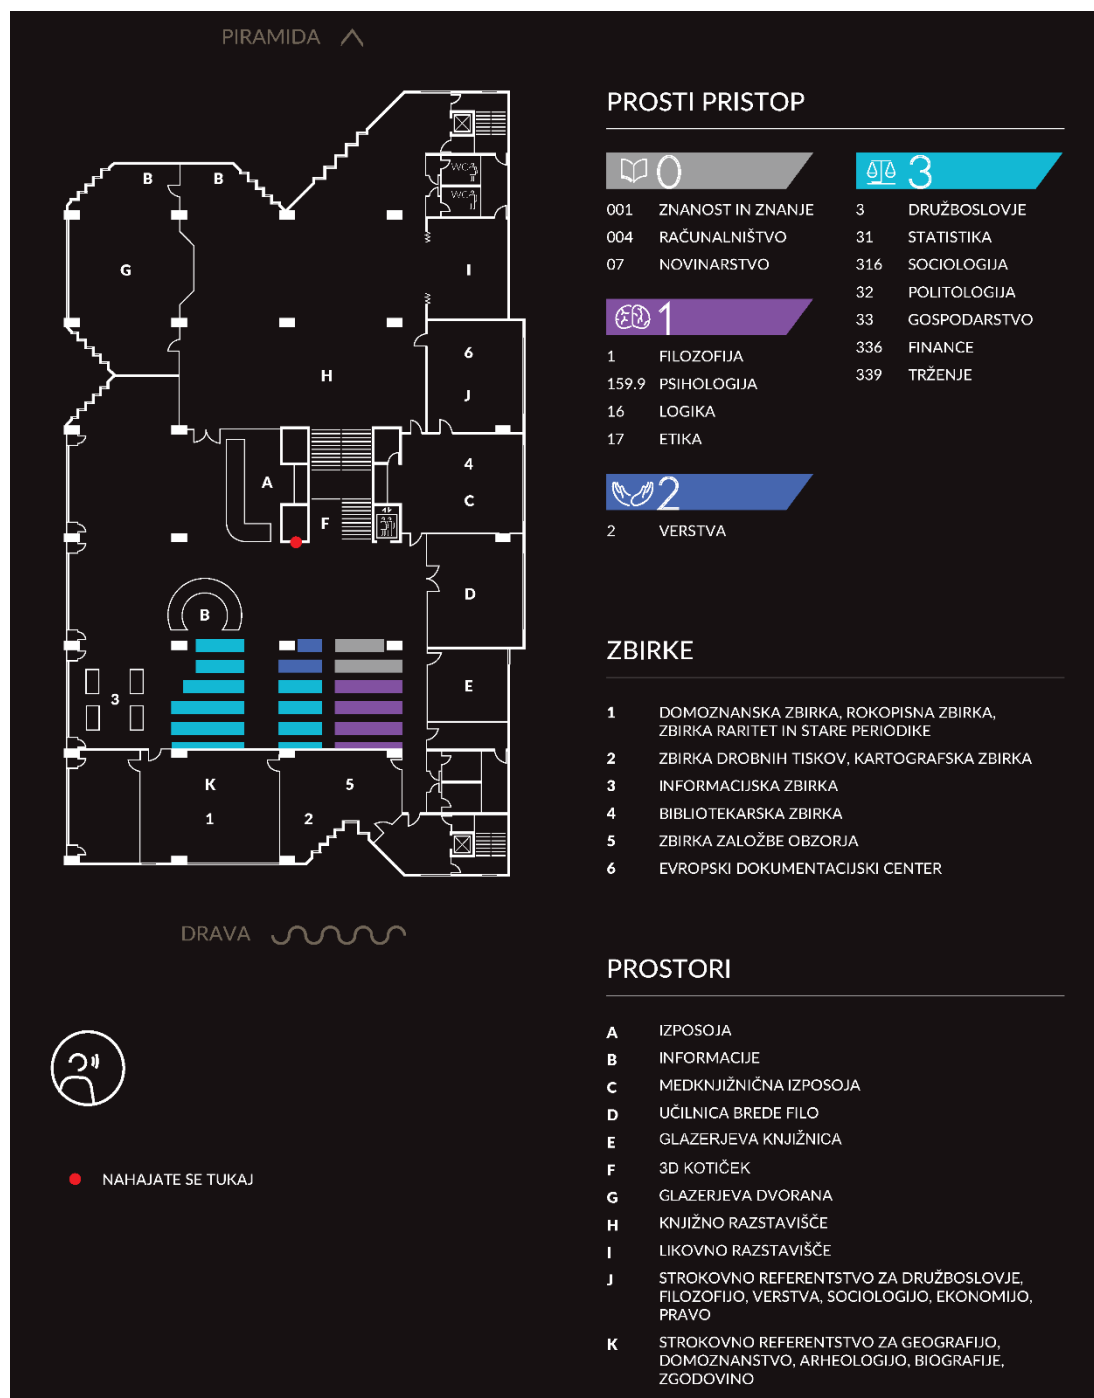 PIRAMIDA
WC
WC
B
B
G
I
6
H
J
4
A
C
F
D
B
E
3
K
5
1
2
DRAVA
NAHAJATE SE TUKAJ
PROSTI PRISTOP
0
001 ZNANOST IN ZNANJE
004 RAČUNALNIŠTVO
07 NOVINARSTVO
1
1 FILOZOFIJA
159.9 PSIHOLOGIJA
16 LOGIKA
17 ETIKA
2
2 VERSTVA
3
3 DRUŽBOSLOVJE
31 STATISTIKA
316 SOCIOLOGIJA
32 POLITOLOGIJA
33 GOSPODARSTVO
336 FINANCE
339 TRŽENJE
ZBIRKE
1 DOMOZNANSKA ZBIRKA, ROKOPISNA ZBIRKA,
ZBIRKA RARITET IN STARE PERIODIKE
2 ZBIRKA DROBNIH TISKOV, KARTOGRAFSKA ZBIRKA
3 INFORMACIJSKA ZBIRKA
4 BIBLIOTEKARSKA ZBIRKA
5 ZBIRKA ZALOŽBE OBZORJA
6 EVROPSKI DOKUMENTACIJSKI CENTER
PROSTORI
A IZPOSOJA
B INFORMACIJE
C MEDKNJIŽNIČNA IZPOSOJA
D UČILNICA BREDE FILO
E GLAZERJEVA KNJIŽNICA
F 3D KOTIČEK
G GLAZERJEVA DVORANA
H KNJIŽNO RAZSTAVIŠČE
I LIKOVNO RAZSTAVIŠČE
J STROKOVNO REFERENTSTVO ZA DRUŽBOSLOVJE,
FILOZOFIJO, VERSTVA, SOCIOLOGIJO, EKONOMIJO,
PRAVO
K STROKOVNO REFERENTSTVO ZA GEOGRAFIJO,
DOMOZNANSTVO, ARHEOLOGIJO, BIOGRAFIJE,
ZGODOVINO